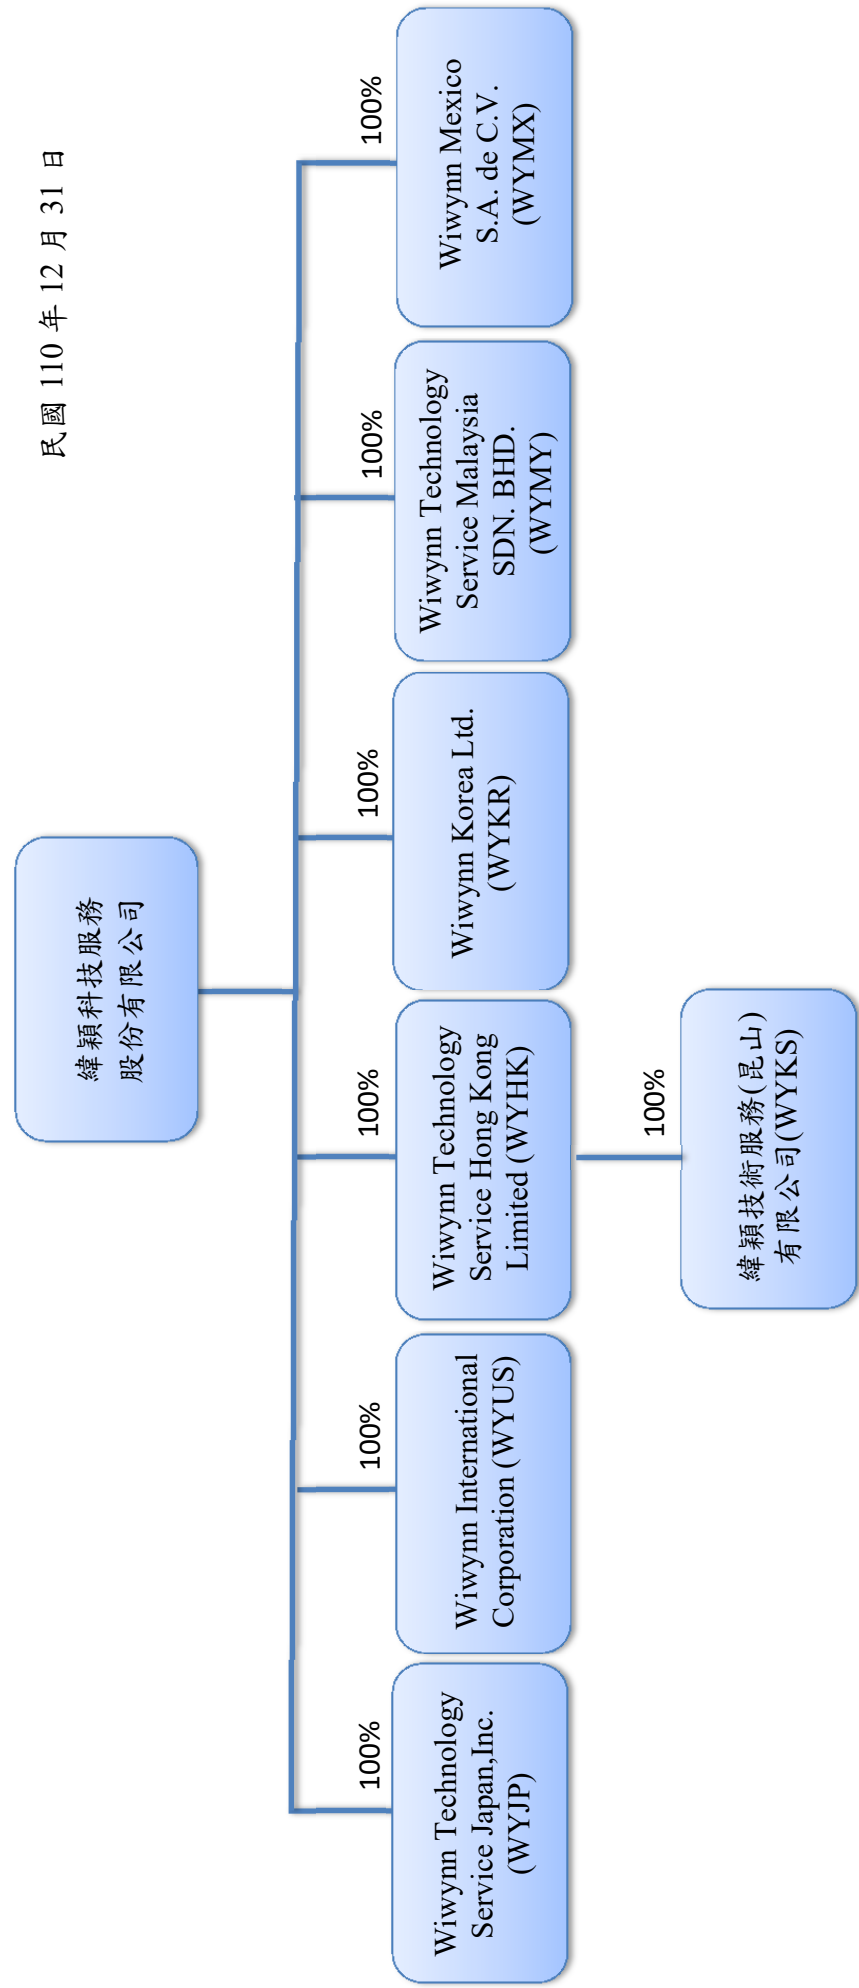 民國 110 年 12 月 31 日
緯穎科技服務
股份有限公司
100%
100%
100%
100%
100%
100%
Wiwynn Technology
Service Japan,Inc.
(WYJP)
Wiwynn International
Corporation (WYUS)
Wiwynn Technology
Service Hong Kong
Limited (WYHK)
Wiwynn Korea Ltd.
(WYKR)
Wiwynn Technology
Service Malaysia
SDN. BHD.
(WYMY)
Wiwynn Mexico
S.A. de C.V.
(WYMX)
100%
緯穎技術服務(昆山)
有限公司(WYKS)